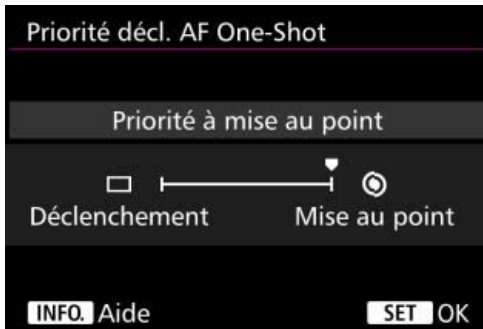 Priorité décl. AF One-Shot
Priorité à mise au point
Déclenchement Mise au point
INFO. Aide SET OK